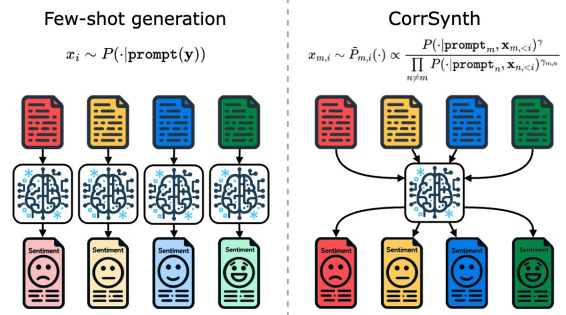 Few-shot generation
x_i ∼ P(·|prompt(y))
Sentiment
Sentiment
Sentiment
Sentiment
CorrSynth
x_{m,i} ∼ P̃_{m,i}(·) ∝ P(·|prompt_m, x_{m,<i})^γ / ∏_{n≠m} P(·|prompt_n, x_{n,<i})^{γ_{m,n}}
Sentiment
Sentiment
Sentiment
Sentiment